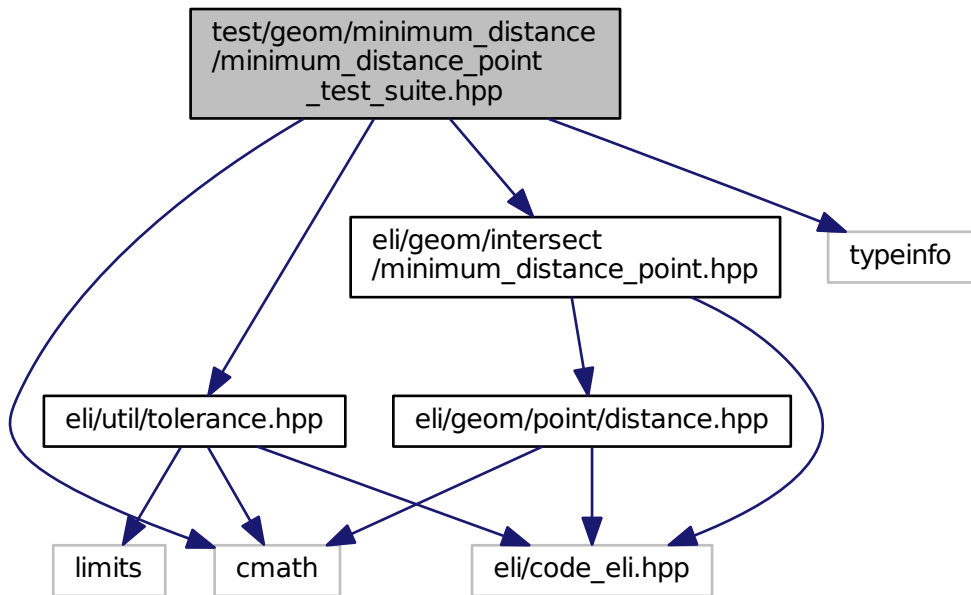 test/geom/minimum_distance
/minimum_distance_point
_test_suite.hpp
eli/geom/intersect
/minimum_distance_point.hpp
typeinfo
eli/util/tolerance.hpp
eli/geom/point/distance.hpp
limits
cmath
eli/code_eli.hpp